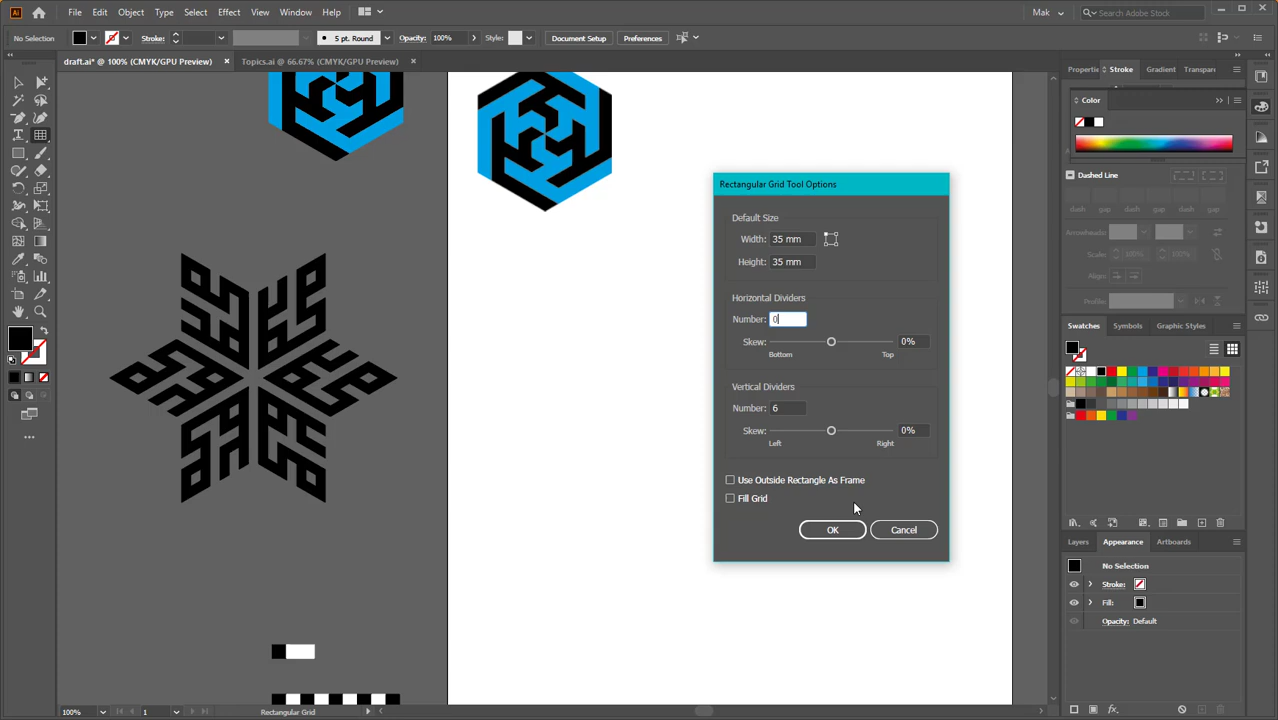 Ai File Edit Object Type Select Effect View Window Help Mak Search Adobe Stock
No Selection Stroke: 5 pt. Round Opacity: 100% Style: Document Setup Preferences
draft.ai* @ 100% (CMYK/GPU Preview) × Topics.ai @ 66.67% (CMYK/GPU Preview) ×
Properti Stroke Gradient Transpar
Color
Dashed Line
dash gap dash gap dash gap
Arrowheads:
Scale: 100% 100%
Align:
Profile:
Swatches Symbols Graphic Styles
Layers Appearance Artboards
No Selection
Stroke:
Fill:
Opacity: Default
fx
Rectangular Grid Tool Options
Default Size
Width: 35 mm
Height: 35 mm
Horizontal Dividers
Number: 0
Skew: 0%
Bottom Top
Vertical Dividers
Number: 6
Skew: 0%
Left Right
Use Outside Rectangle As Frame
Fill Grid
OK Cancel
100% 1 Rectangular Grid